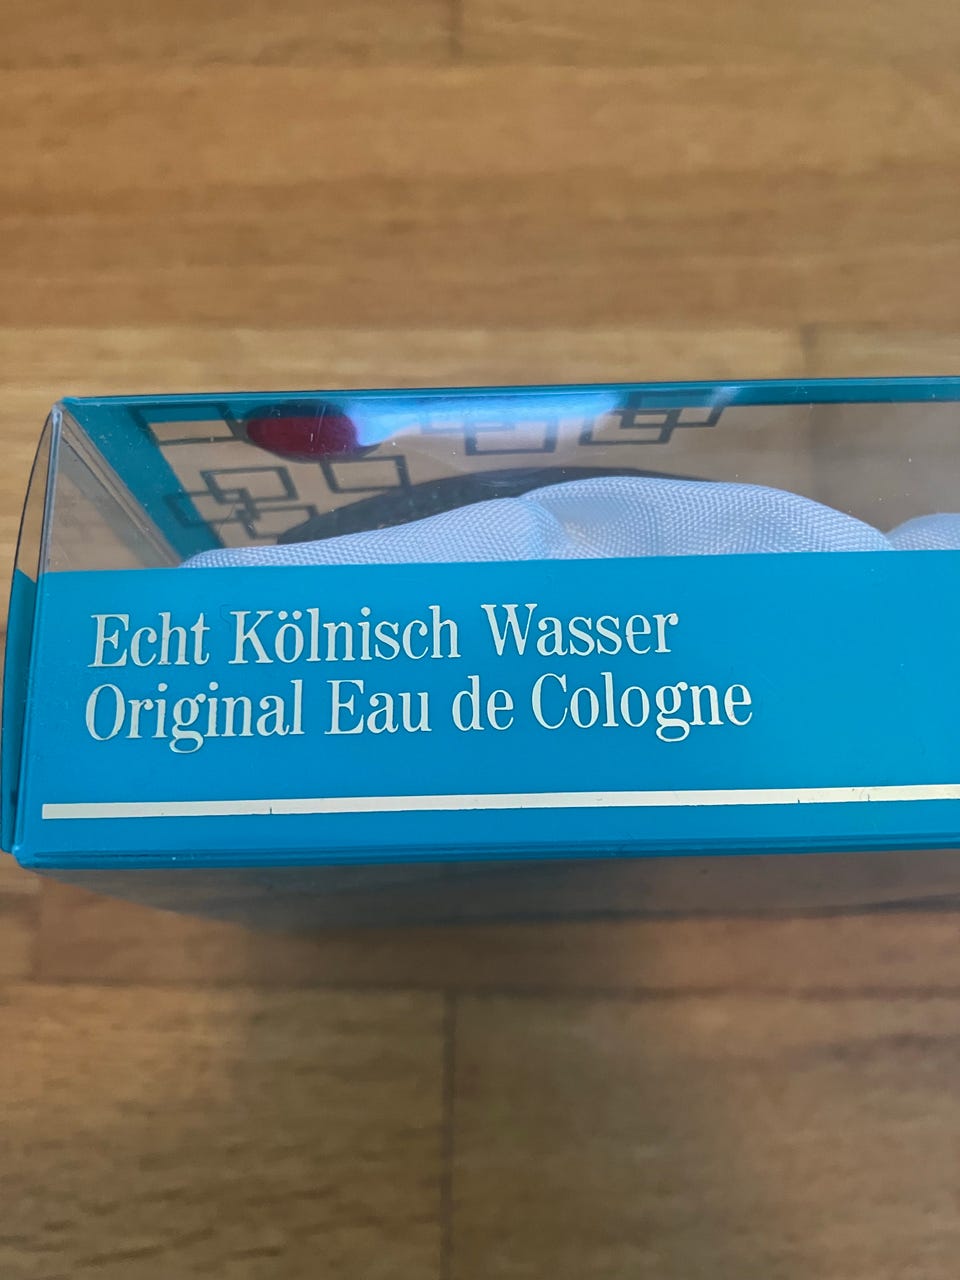 Echt Kölnisch Wasser
Original Eau de Cologne